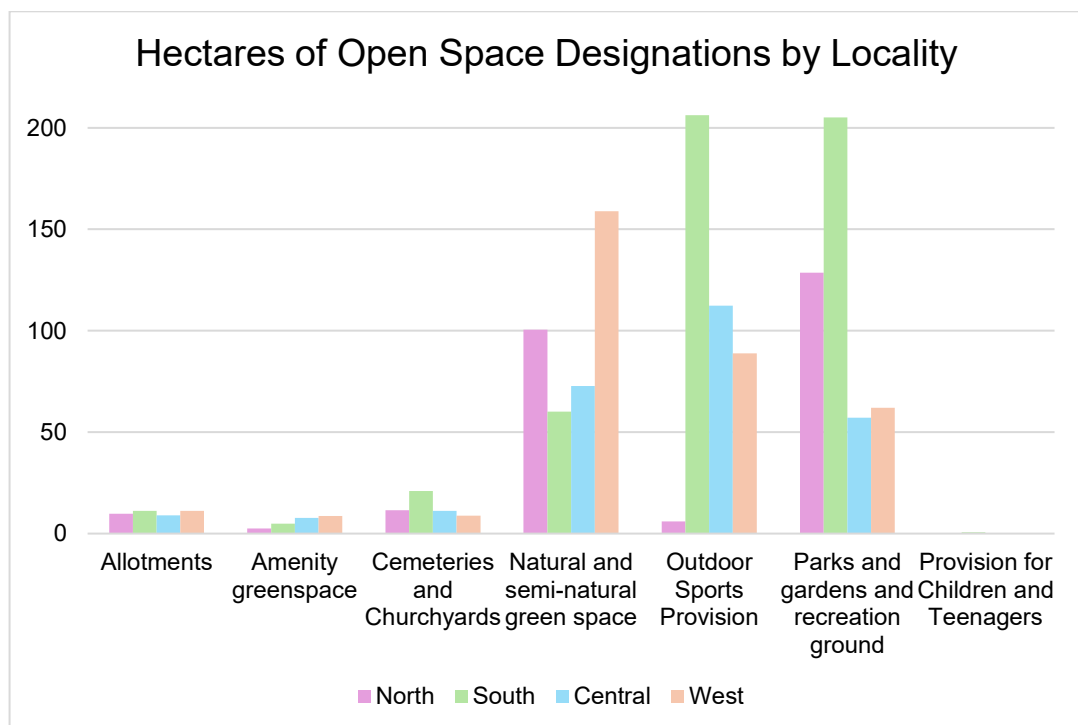 Hectares of Open Space Designations by Locality
200
150
100
50
0
Allotments
Amenity
greenspace
Cemeteries
and
Churchyards
Natural and
semi-natural
green space
Outdoor
Sports
Provision
Parks and
gardens and
recreation
ground
Provision for
Children and
Teenagers
North
South
Central
West